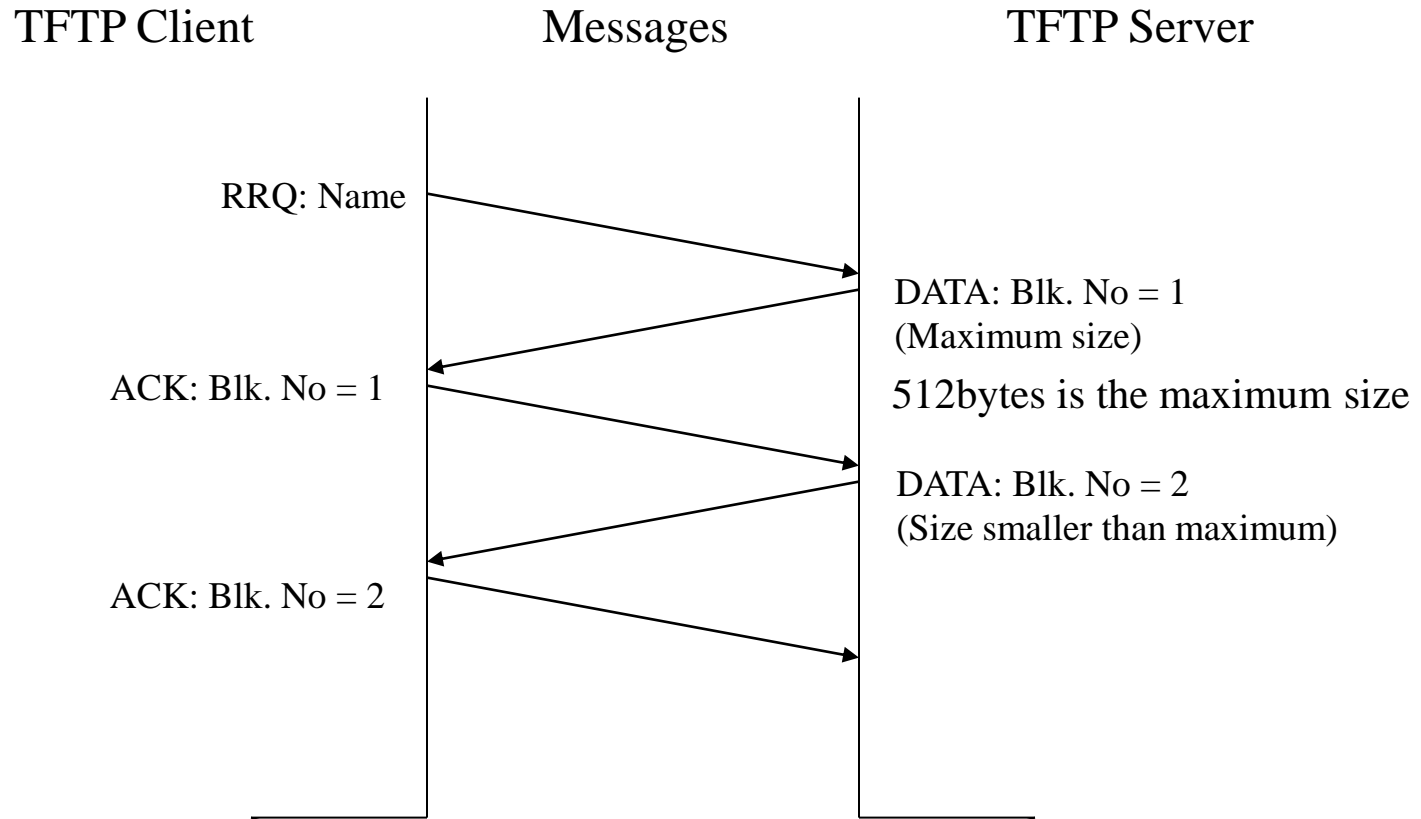 TFTP Client
Messages
TFTP Server
RRQ: Name
DATA: Blk. No = 1
(Maximum size)
ACK: Blk. No = 1
512bytes is the maximum size
DATA: Blk. No = 2
(Size smaller than maximum)
ACK: Blk. No = 2